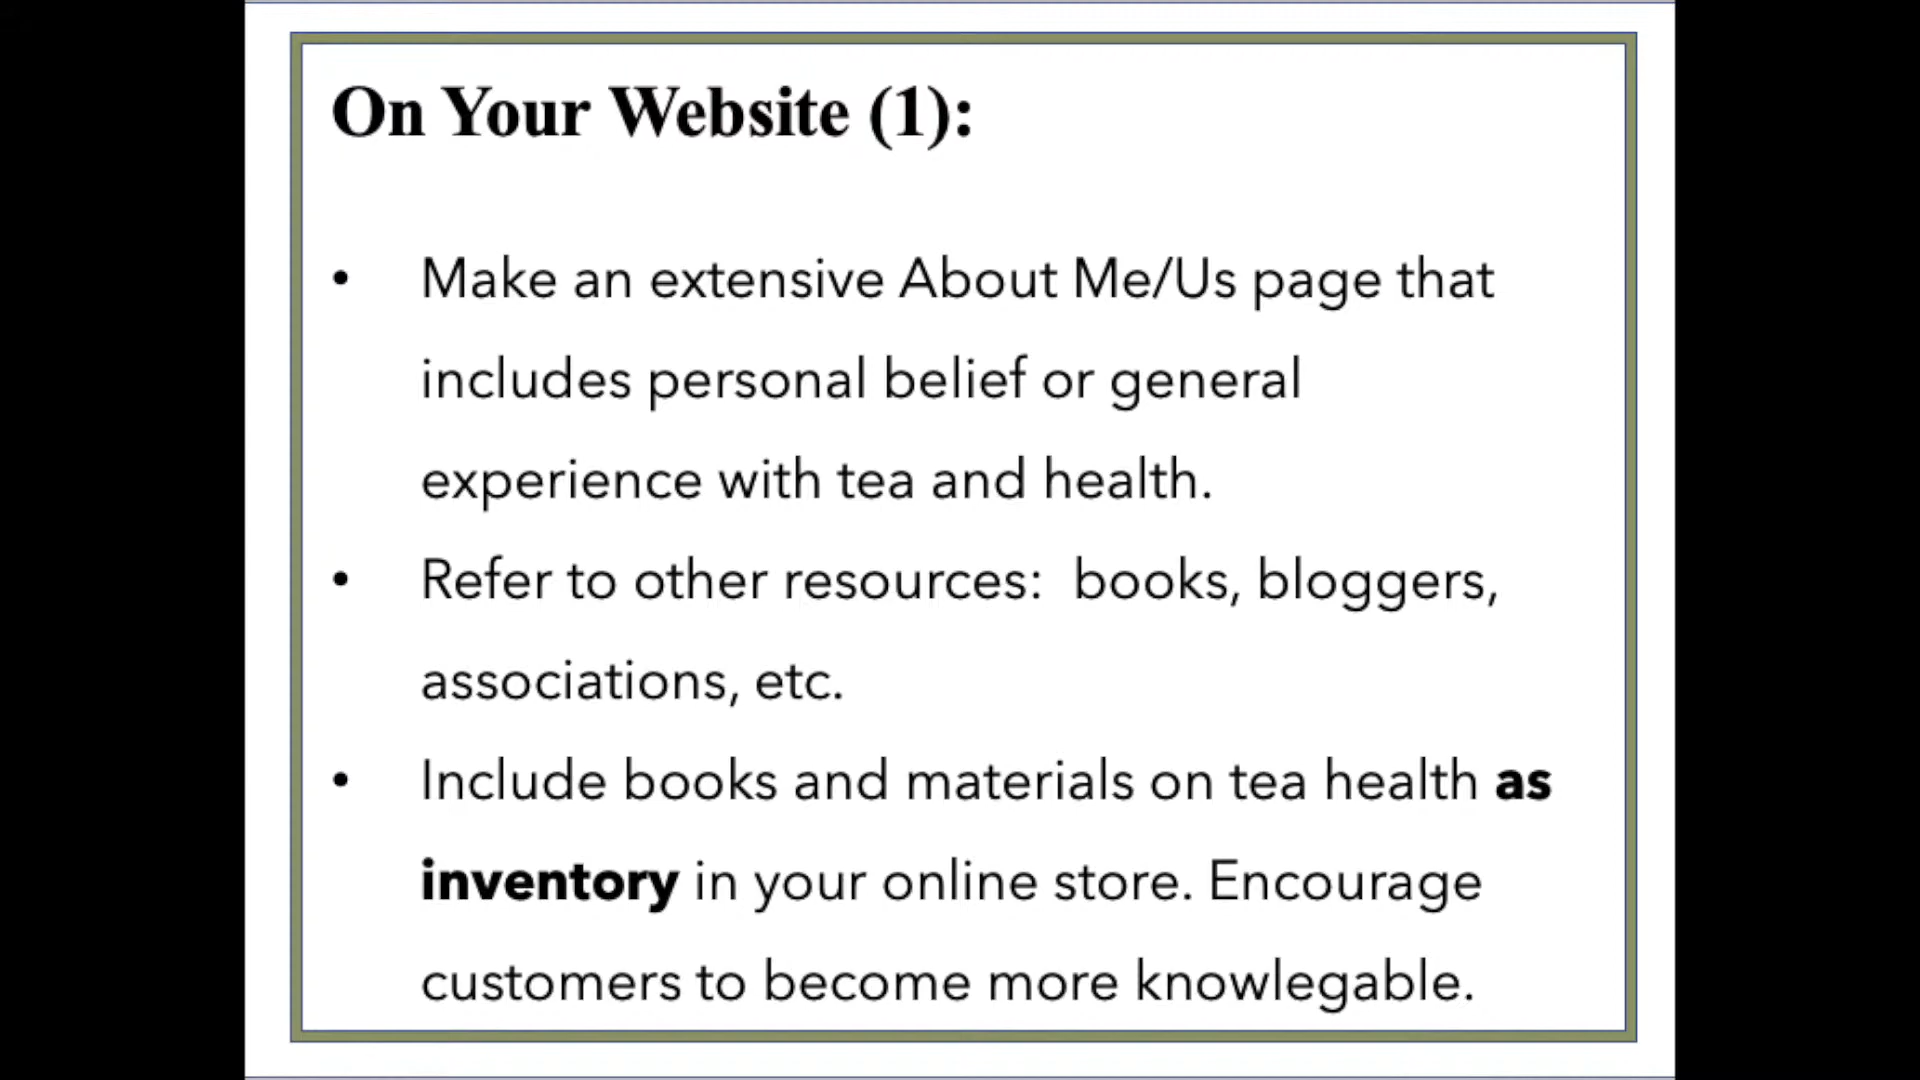 On Your Website (1):
• Make an extensive About Me/Us page that
includes personal belief or general
experience with tea and health.
• Refer to other resources:  books, bloggers,
associations, etc.
• Include books and materials on tea health as
inventory in your online store. Encourage
customers to become more knowlegable.